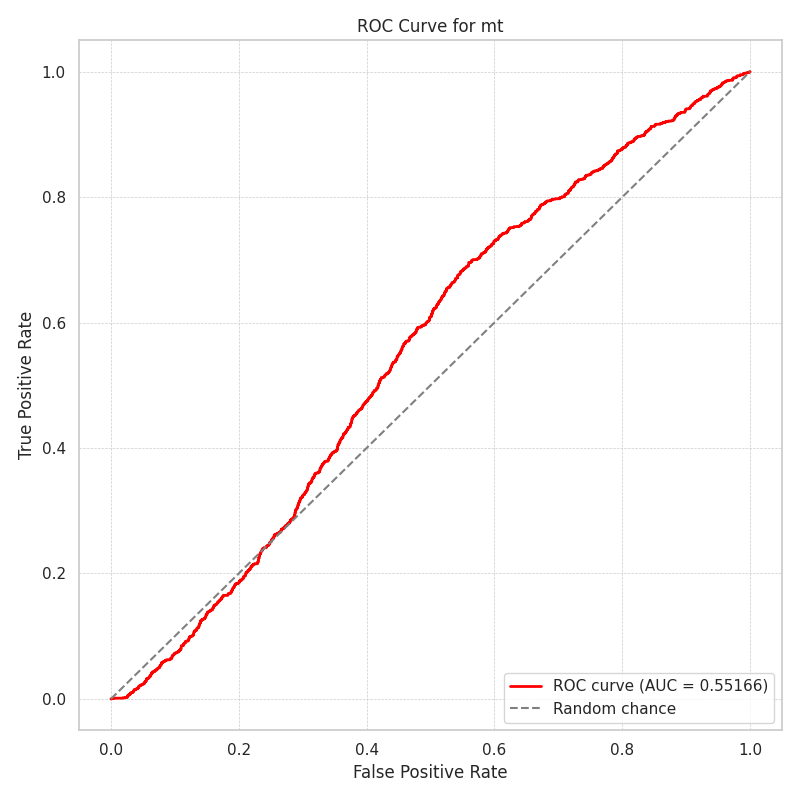 ROC Curve for mt
True Positive Rate
1.0
0.8
0.6
0.4
0.2
0.0
ROC curve (AUC = 0.55166)
Random chance
0.0 0.2 0.4 0.6 0.8 1.0
False Positive Rate